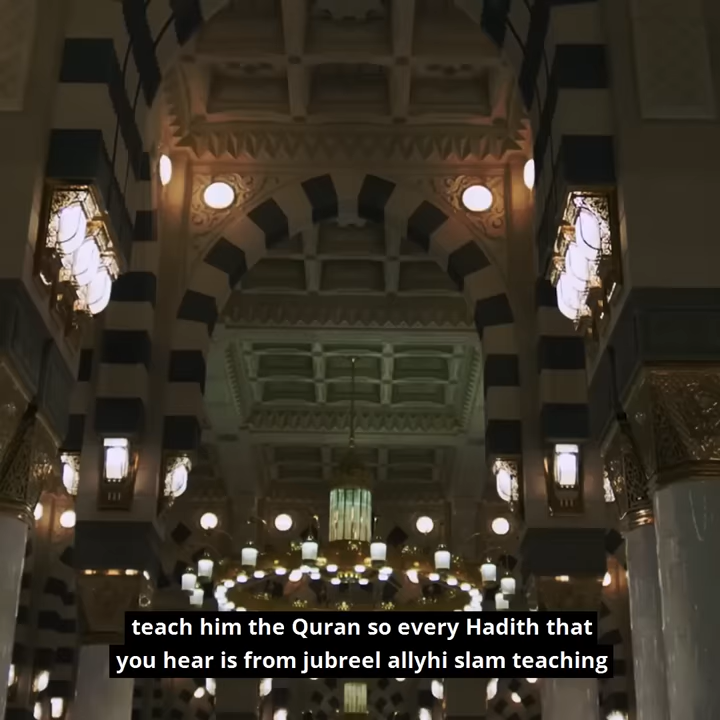 teach him the Quran so every Hadith that
you hear is from jubreel allyhi slam teaching